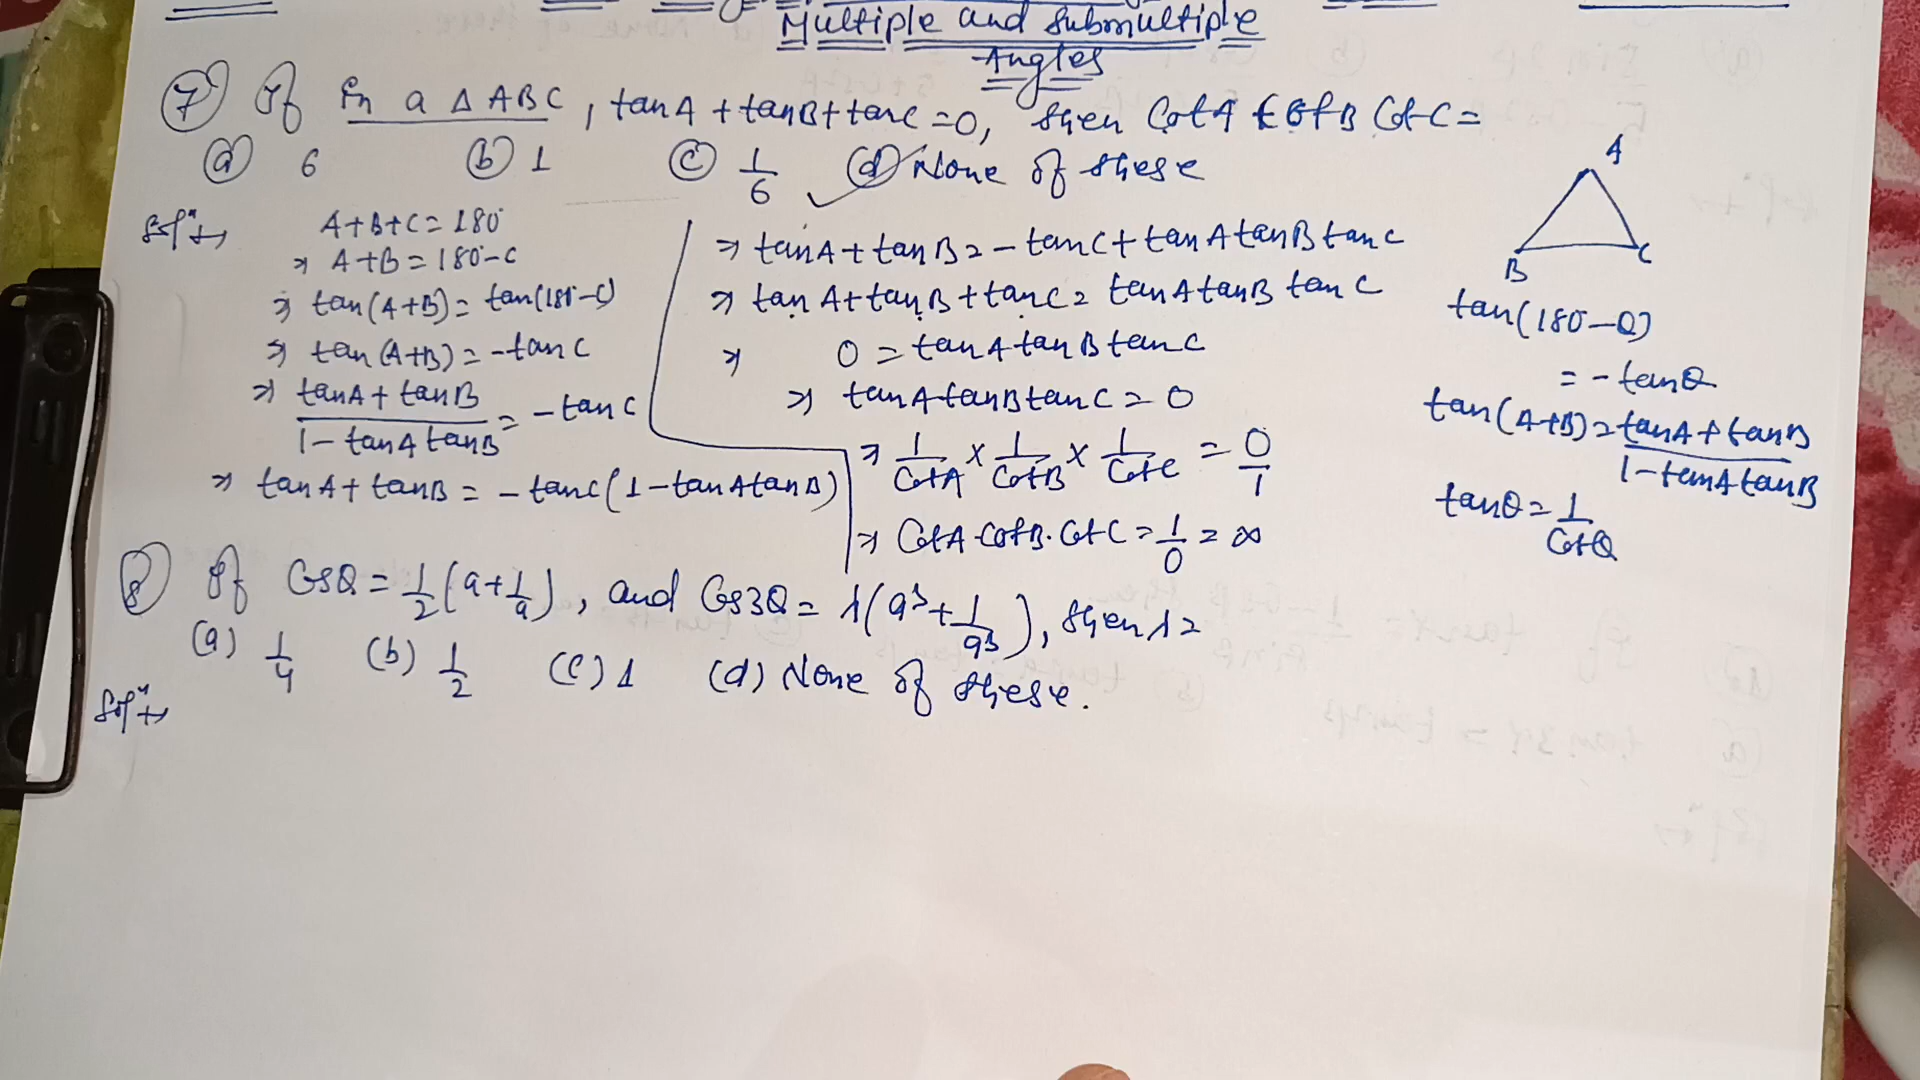 Multiple and Submultiple
Angles
(7) If in a Δ ABC, tanA + tanB + tanC = 0, then CotA CotB CotC =
(a) 6 (b) 1 (c) 1/6 (d) None of these
Solⁿ →
A+B+C = 180°
⇒ A+B = 180°-C
⇒ tan(A+B) = tan(180°-C)
⇒ tan(A+B) = -tanC
⇒ (tanA + tanB)/(1 - tanA tanB) = - tanC
⇒ tanA + tanB = - tanC(1 - tanA tanB)
⇒ tanA + tanB = - tanC + tanA tanB tanC
⇒ tanA + tanB + tanC = tanA tanB tanC
⇒ 0 = tanA tanB tanC
⇒ tanA tanB tanC = 0
⇒ 1/CotA × 1/CotB × 1/CotC = 0/1
⇒ CotA·CotB·CotC = 1/0 = ∞
A
B C
tan(180°-θ)
= - tanθ
tan(A+B) = (tanA + tanB)/(1 - tanA tanB)
tanθ = 1/Cotθ
(8) If Cosθ = 1/2(a + 1/a), and Cos3θ = λ(a³ + 1/a³), then λ =
(a) 1/4 (b) 1/2 (c) 1 (d) None of these.
Solⁿ →